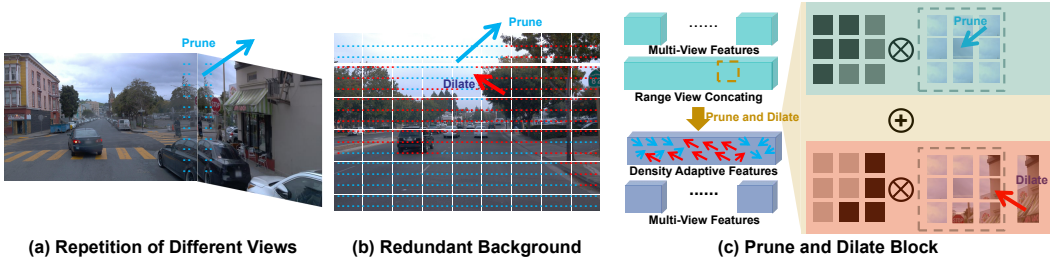 Prune
(a) Repetition of Different Views
Prune
Dilate
(b) Redundant Background
......
Multi-View Features
Range View Concating
Prune and Dilate
Density Adaptive Features
......
Multi-View Features
Prune
Dilate
(c) Prune and Dilate Block